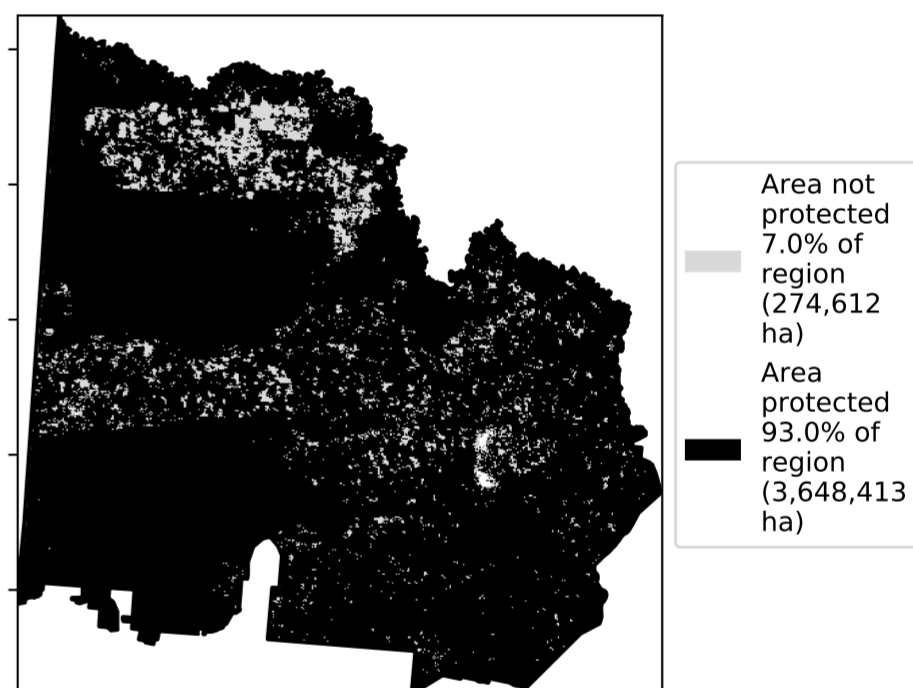 Area not
protected
7.0% of
region
(274,612
ha)
Area
protected
93.0% of
region
(3,648,413
ha)